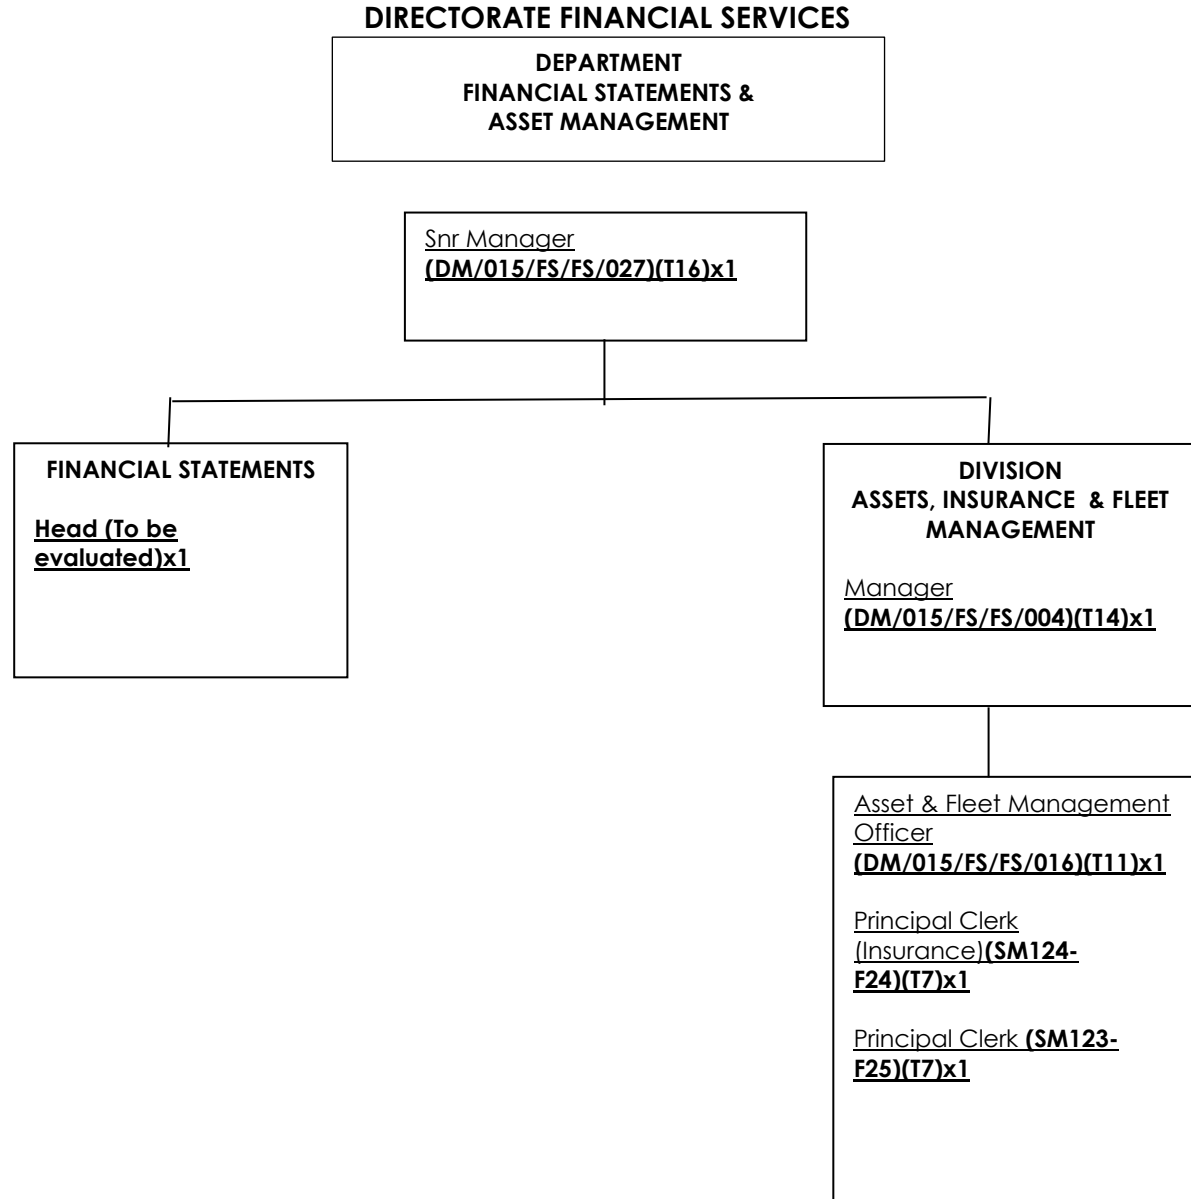 DIRECTORATE FINANCIAL SERVICES
DEPARTMENT
FINANCIAL STATEMENTS &
ASSET MANAGEMENT
Snr Manager
(DM/015/FS/FS/027)(T16)x1
FINANCIAL STATEMENTS
Head (To be
evaluated)x1
DIVISION
ASSETS, INSURANCE & FLEET
MANAGEMENT
Manager
(DM/015/FS/FS/004)(T14)x1
Asset & Fleet Management
Officer
(DM/015/FS/FS/016)(T11)x1
Principal Clerk
(Insurance)(SM124-
F24)(T7)x1
Principal Clerk (SM123-
F25)(T7)x1